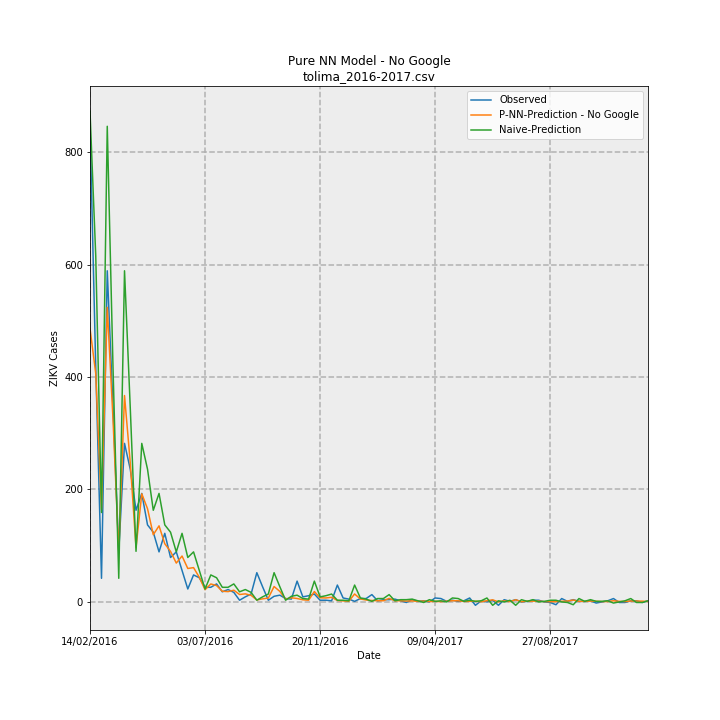 Pure NN Model - No Google
tolima_2016-2017.csv
Observed
P-NN-Prediction - No Google
Naive-Prediction
800
600
400
200
0
ZIKV Cases
14/02/2016
03/07/2016
20/11/2016
09/04/2017
27/08/2017
Date